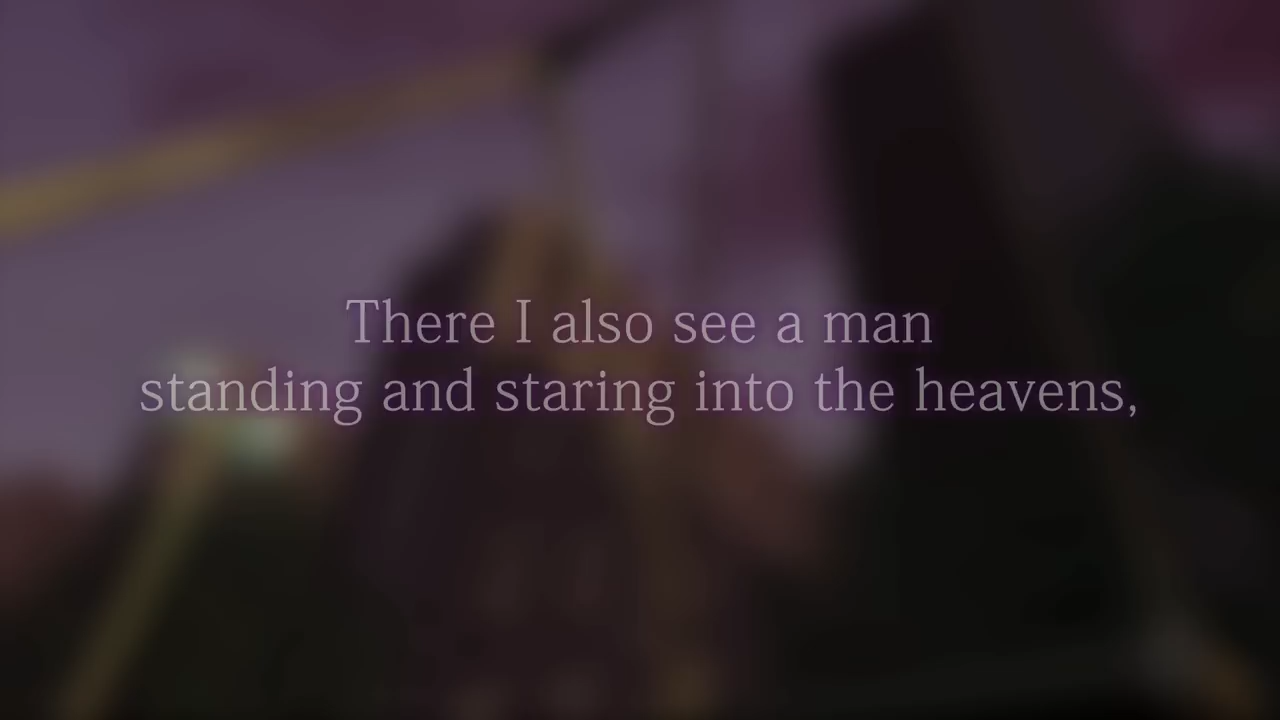 There I also see a man
standing and staring into the heavens,